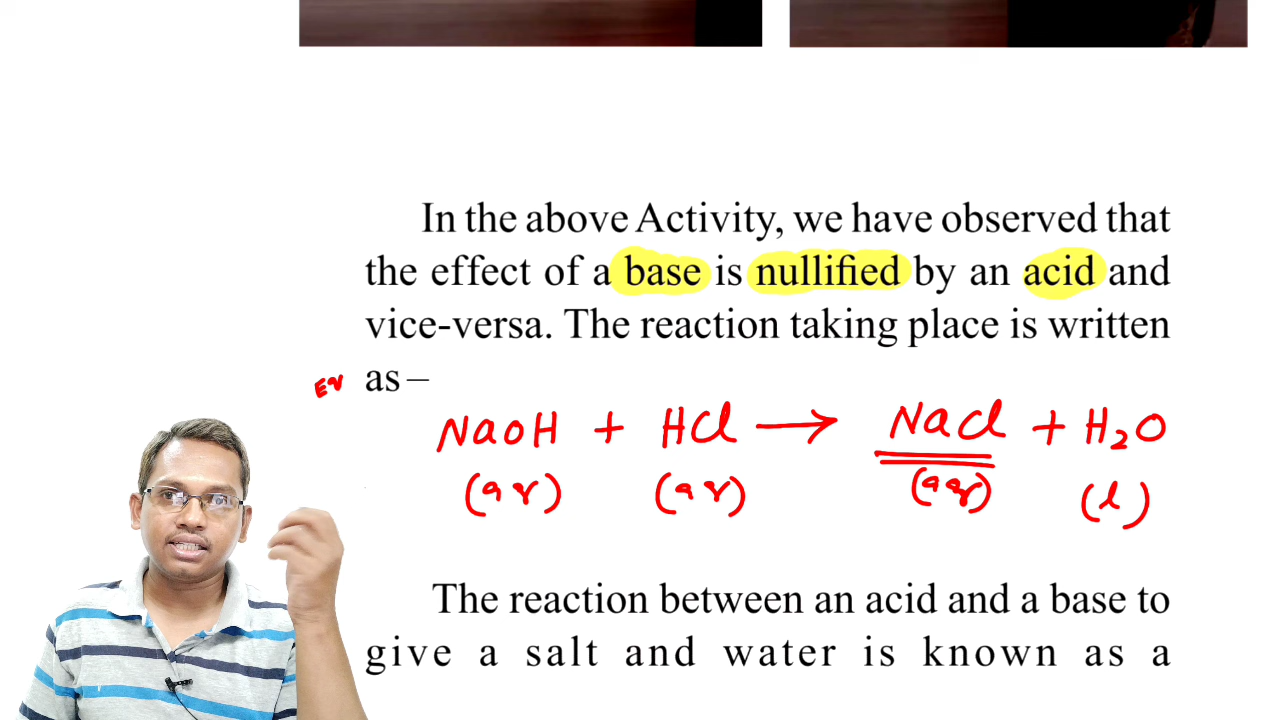 In the above Activity, we have observed that
the effect of a base is nullified by an acid and
vice-versa. The reaction taking place is written
as –
NaOH + HCl → NaCl + H₂O
(aq) (aq) (aq) (l)
The reaction between an acid and a base to
give a salt and water is known as a